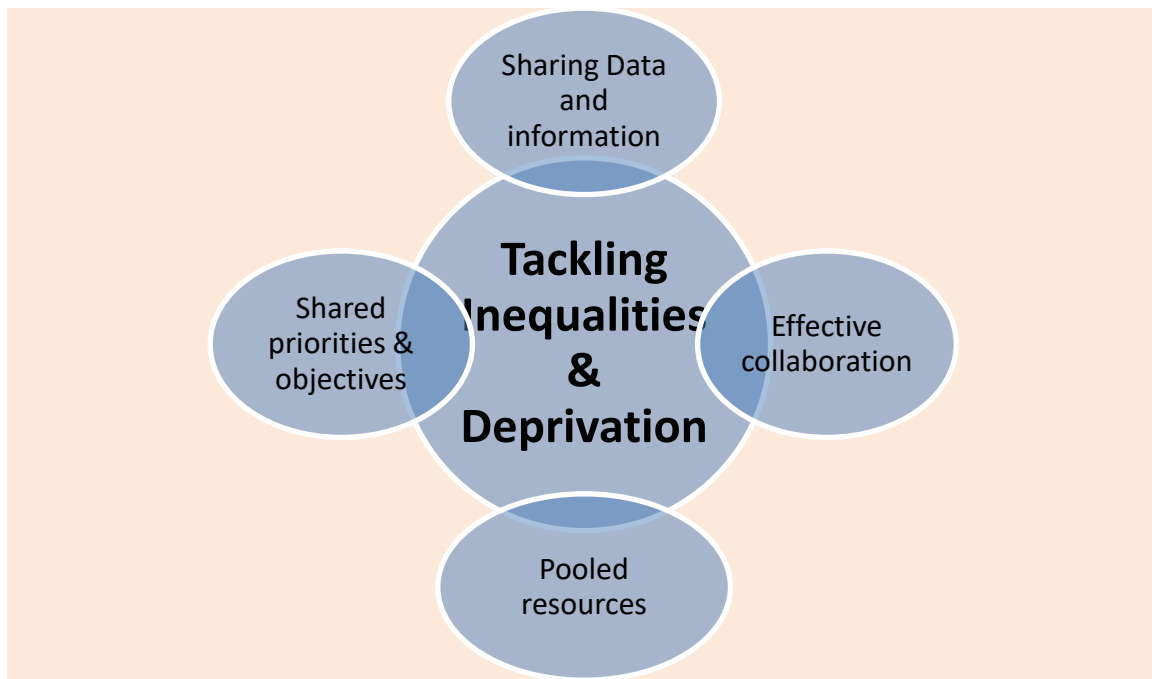 Sharing Data
and
information
Tackling
Inequalities
&
Deprivation
Shared
priorities &
objectives
Effective
collaboration
Pooled
resources